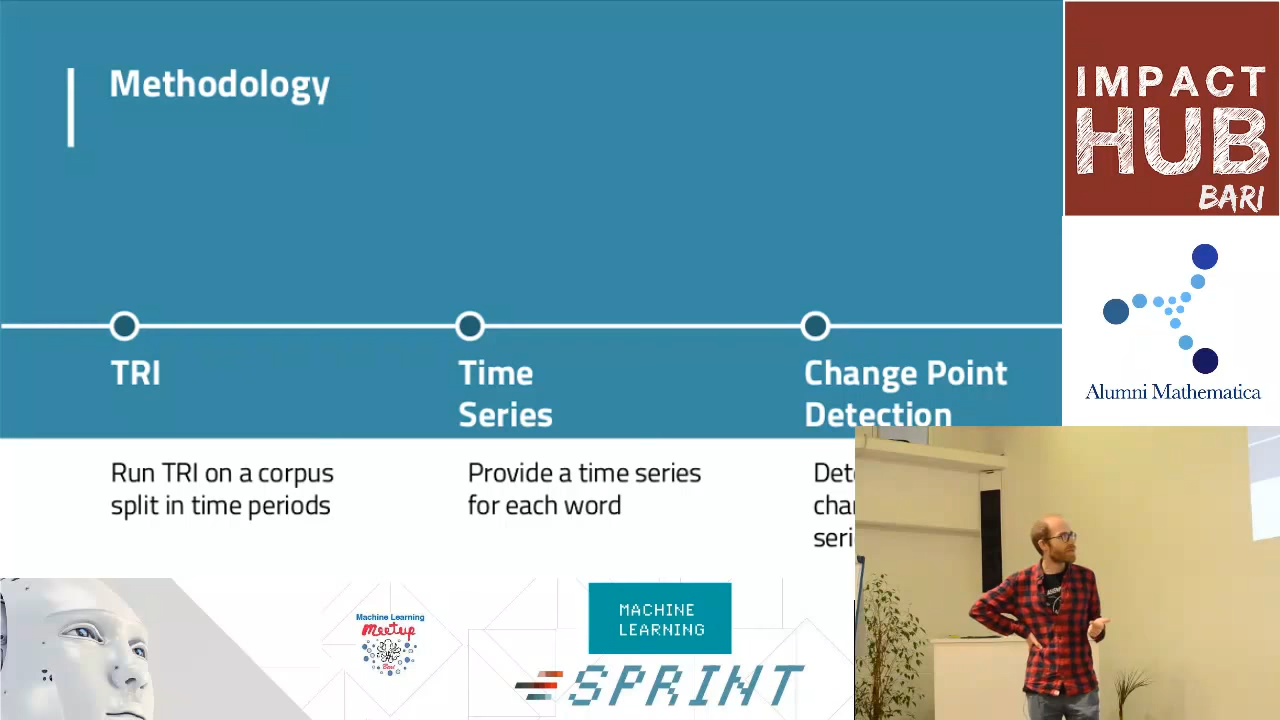 Methodology
TRI
Time
Series
Change Point
Detection
Run TRI on a corpus
split in time periods
Provide a time series
for each word
IMPACT
HUB
BARI
Alumni Mathematica
Machine Learning
Meetup
Bari
MACHINE
LEARNING
SPRINT